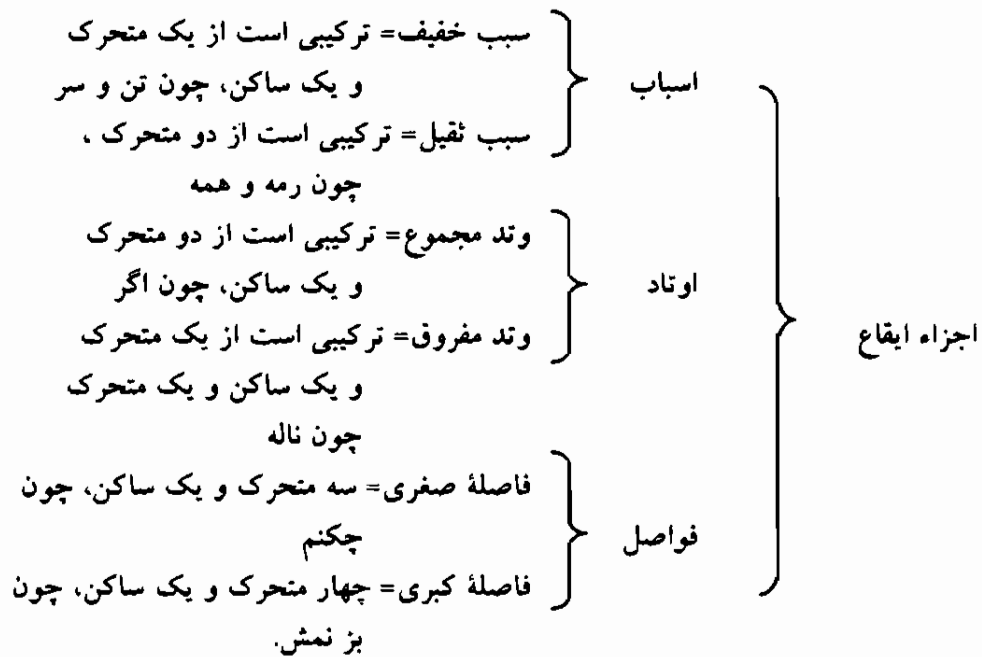 اجزاء ایقاع
اسباب
سبب خفیف= ترکیبی است از یک متحرک
و یک ساکن، چون تن و سر
سبب ثقیل= ترکیبی است از دو متحرک ،
چون رمه و همه
اوتاد
وتد مجموع= ترکیبی است از دو متحرک
و یک ساکن، چون اگر
وتد مفروق= ترکیبی است از یک متحرک
و یک ساکن و یک متحرک
چون ناله
فواصل
فاصلهٔ صغری= سه متحرک و یک ساکن، چون
چکنم
فاصلهٔ کبری= چهار متحرک و یک ساکن، چون
بز نمش.